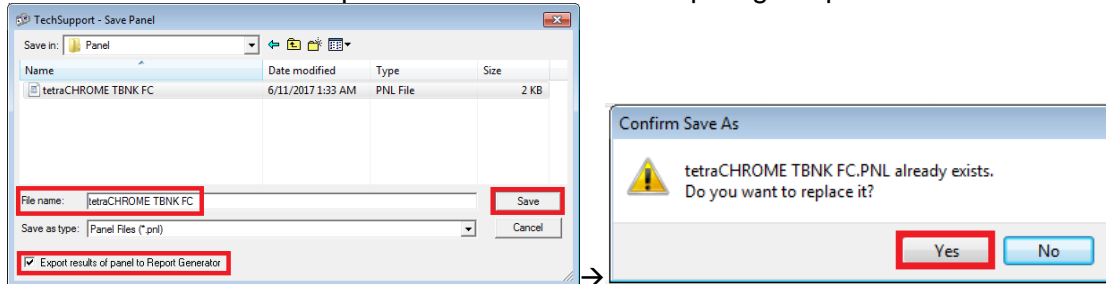 TechSupport - Save Panel
Save in: Panel
Name Date modified Type Size
tetraCHROME TBNK FC 6/11/2017 1:33 AM PNL File 2 KB
File name: tetraCHROME TBNK FC Save
Save as type: Panel Files (*.pnl) Cancel
Export results of panel to Report Generator
→
Confirm Save As
tetraCHROME TBNK FC.PNL already exists.
Do you want to replace it?
Yes No